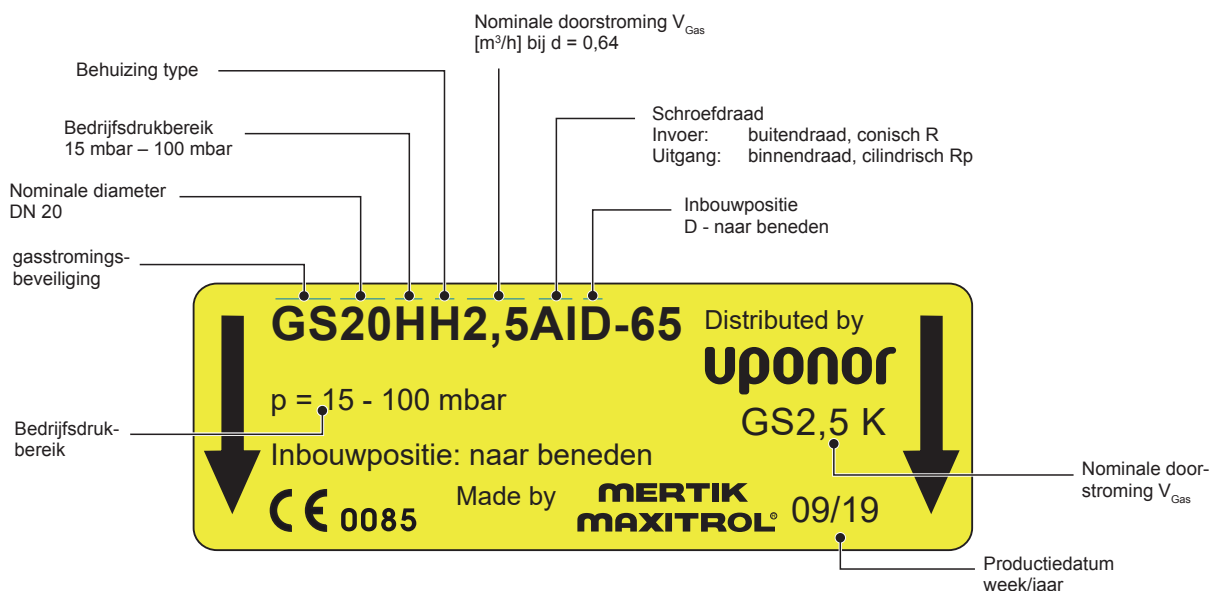 Nominale doorstroming VGas
[m³/h] bij d = 0,64
Behuizing type
Bedrijfsdrukbereik
15 mbar – 100 mbar
Schroefdraad
Invoer: buitendraad, conisch R
Uitgang: binnendraad, cilindrisch Rp
Nominale diameter
DN 20
Inbouwpositie
D - naar beneden
gasstromings-
beveiliging
GS20HH2,5AID-65
Distributed by
uponor
p = 15 - 100 mbar
GS2,5 K
Bedrijfsdruk-
bereik
Inbouwpositie: naar beneden
Nominale door-
stroming VGas
CE 0085
Made by
MERTIK
MAXITROL®
09/19
Productiedatum
week/jaar